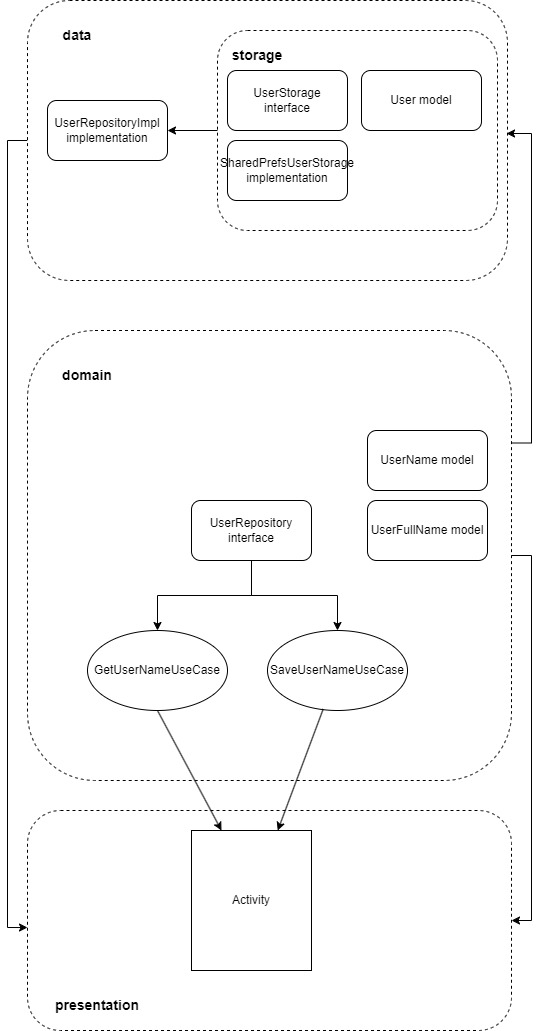 data
storage
UserStorage
interface
User model
UserRepositoryImpl
implementation
SharedPrefsUserStorage
implementation
domain
UserName model
UserFullName model
UserRepository
interface
GetUserNameUseCase
SaveUserNameUseCase
Activity
presentation